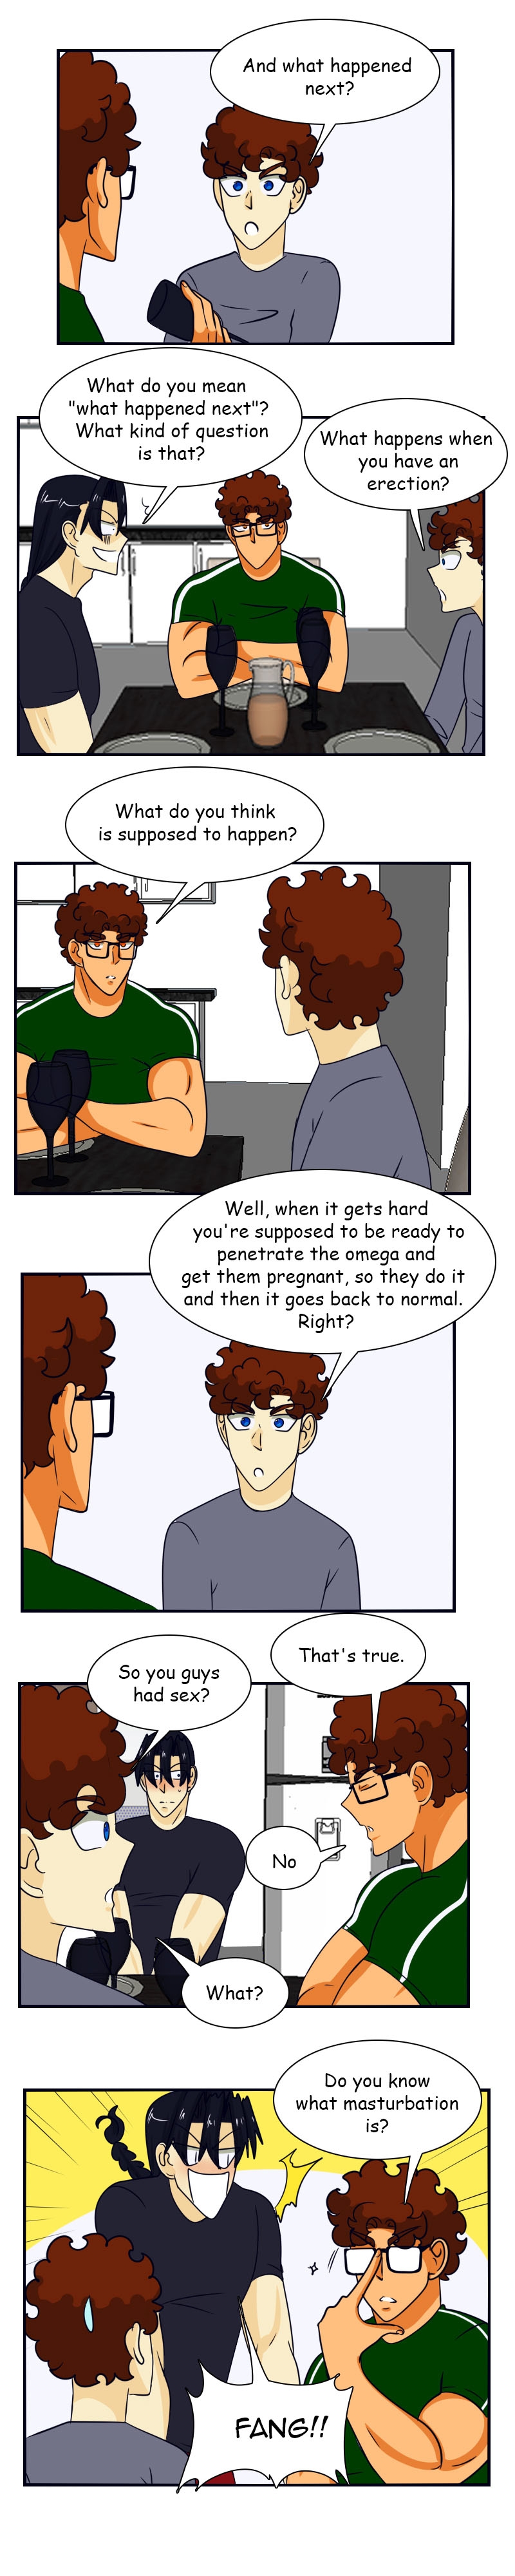 And what happened
next?
What do you mean
"what happened next"?
What kind of question
is that?
What happens when
you have an
erection?
What do you think
is supposed to happen?
Well, when it gets hard
you're supposed to be ready to
penetrate the omega and
get them pregnant, so they do it
and then it goes back to normal.
Right?
That's true.
So you guys
had sex?
No
What?
Do you know
what masturbation
is?
FANG!!